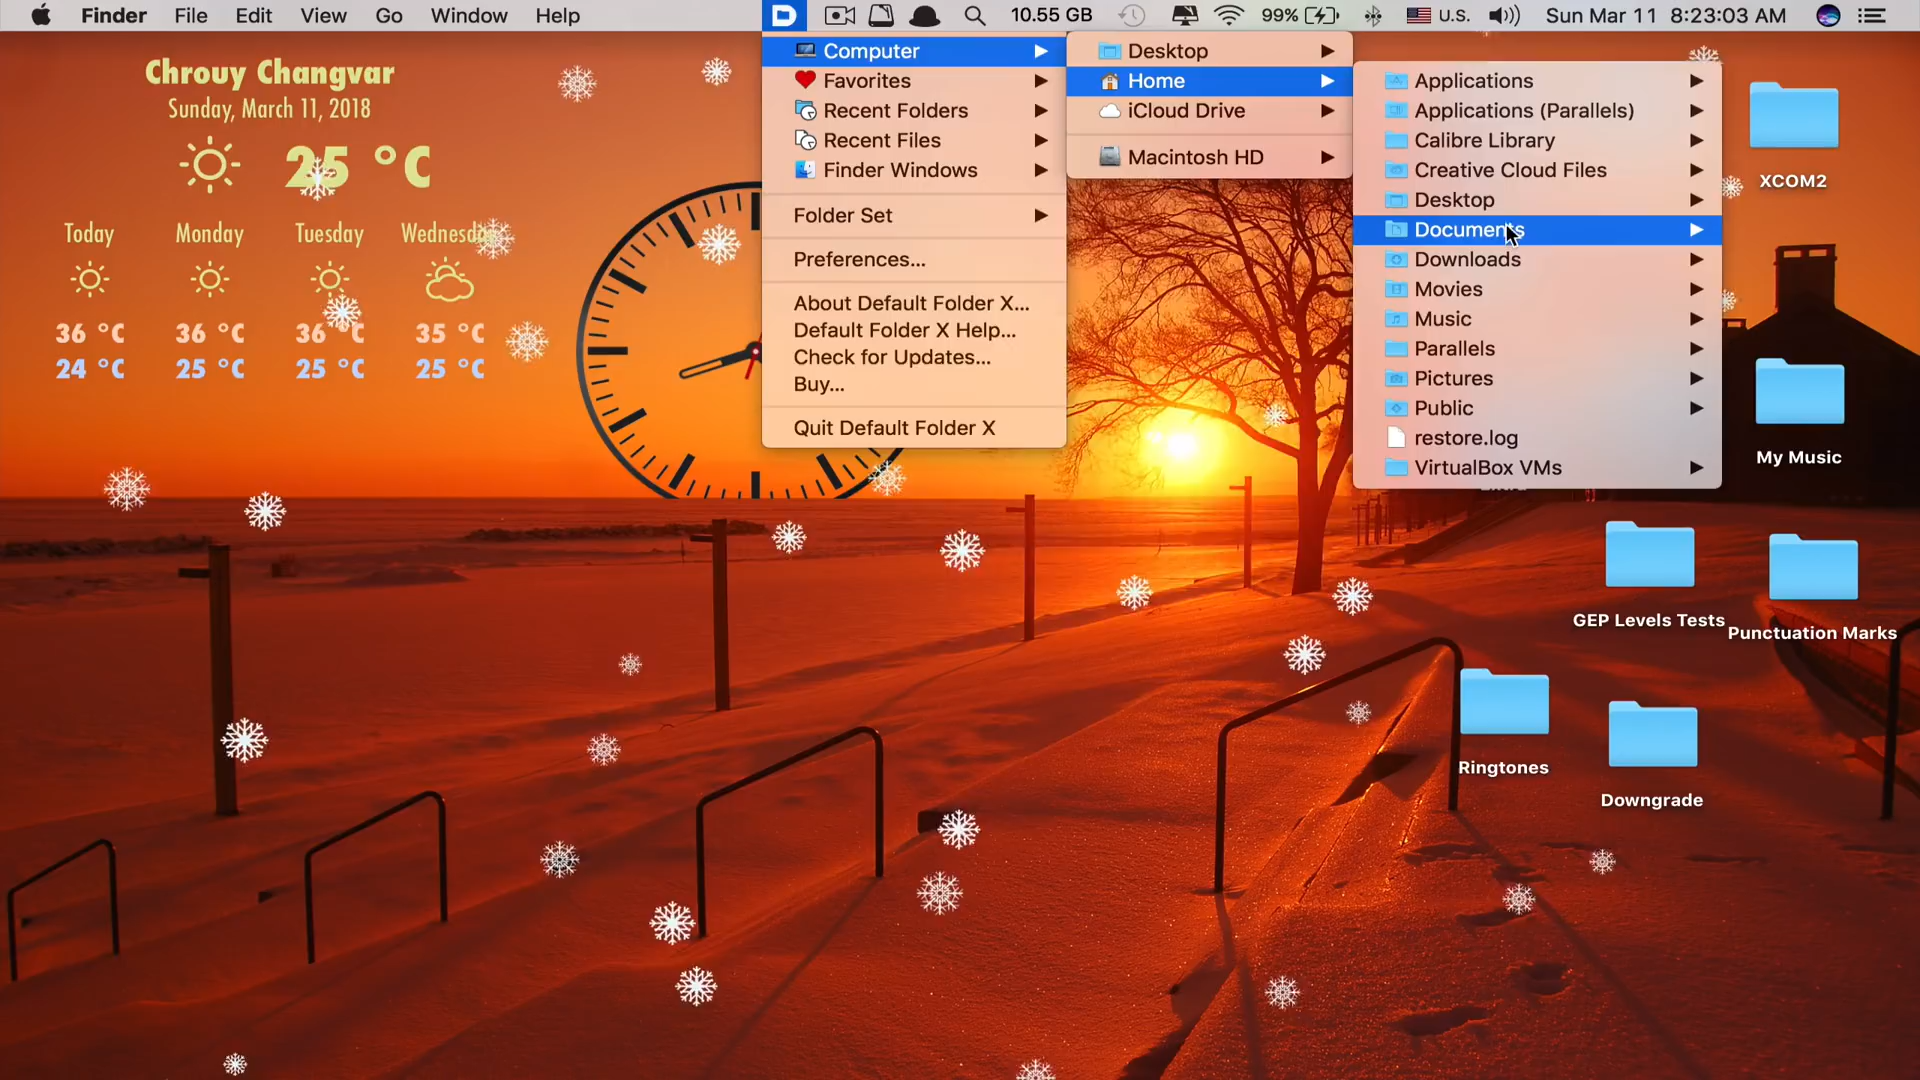 Finder File Edit View Go Window Help
10.55 GB 99% U.S. Sun Mar 11 8:23:03 AM
Chrouy Changvar
Sunday, March 11, 2018
25 °C
Today Monday Tuesday Wednesday
36 °C 36 °C 36 °C 35 °C
24 °C 25 °C 25 °C 25 °C
Computer
Favorites
Recent Folders
Recent Files
Finder Windows
Folder Set
Preferences...
About Default Folder X...
Default Folder X Help...
Check for Updates...
Buy...
Quit Default Folder X
Desktop
Home
iCloud Drive
Macintosh HD
Applications
Applications (Parallels)
Calibre Library
Creative Cloud Files
Desktop
Documents
Downloads
Movies
Music
Parallels
Pictures
Public
restore.log
VirtualBox VMs
XCOM2
My Music
GEP Levels Tests
Punctuation Marks
Ringtones
Downgrade